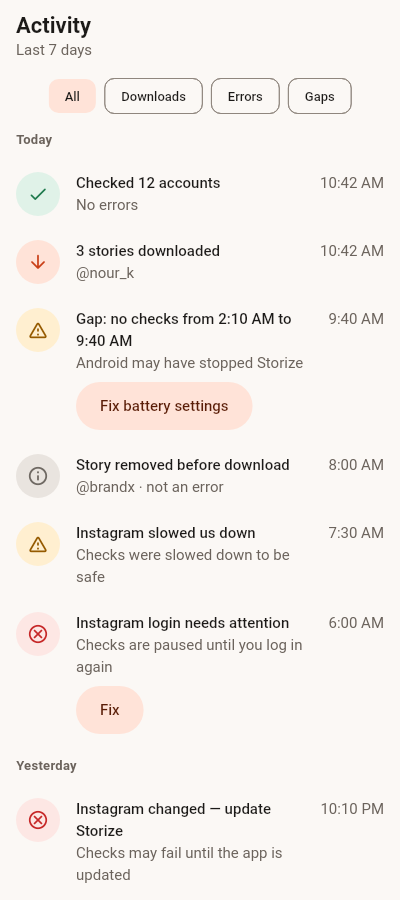 Activity
Last 7 days
All
Downloads
Errors
Gaps
Today
Checked 12 accounts
10:42 AM
No errors
3 stories downloaded
10:42 AM
@nour_k
Gap: no checks from 2:10 AM to
9:40 AM
9:40 AM
Android may have stopped Storize
Fix battery settings
Story removed before download
8:00 AM
@brandx · not an error
Instagram slowed us down
7:30 AM
Checks were slowed down to be
safe
Instagram login needs attention
6:00 AM
Checks are paused until you log in
again
Fix
Yesterday
Instagram changed — update
10:10 PM
Storize
Checks may fail until the app is
updated